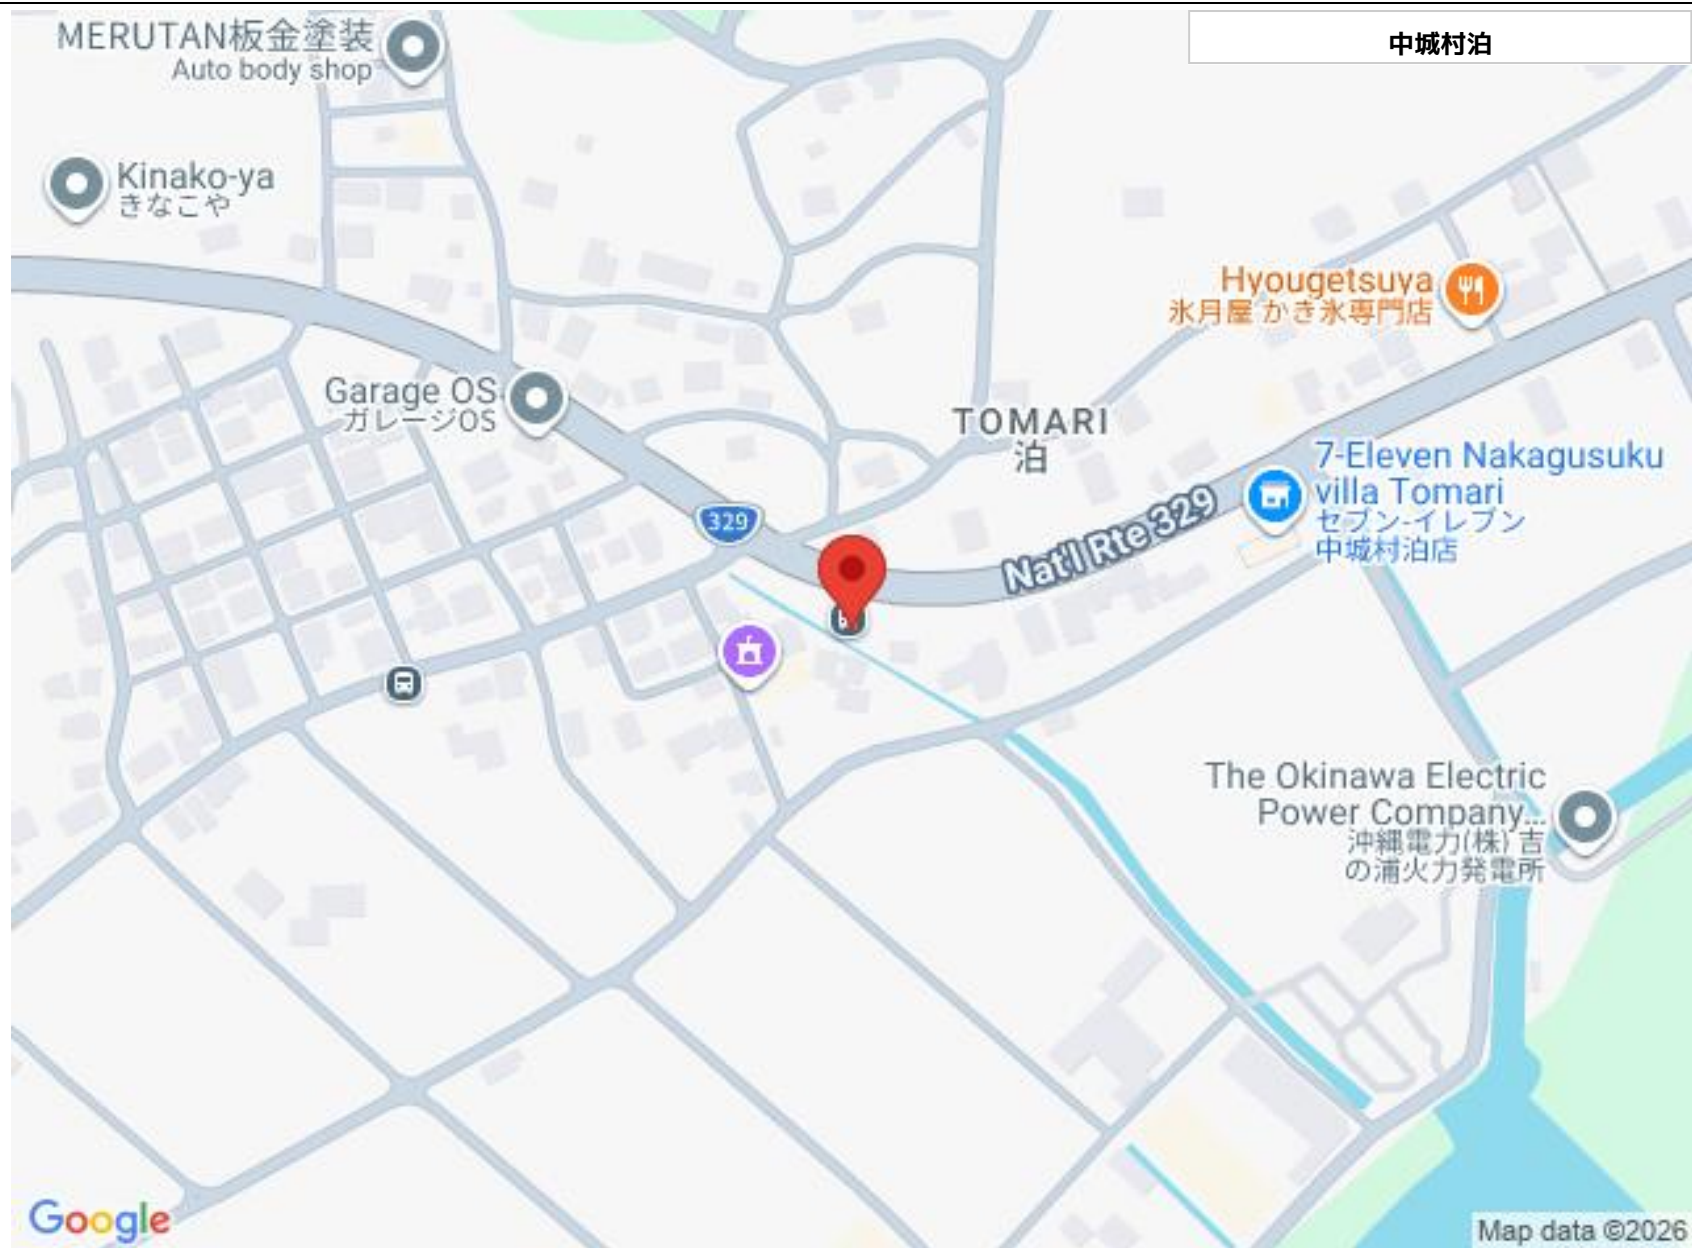 中城村泊
MERUTAN板金塗装
Auto body shop
Kinako-ya
きなこや
Hyougetsuya
氷月屋 かき氷専門店
Garage OS
ガレージOS
TOMARI
泊
7-Eleven Nakagusuku
villa Tomari
セブン-イレブン
中城村泊店
329
Nat'l Rte 329
The Okinawa Electric
Power Company...
沖縄電力(株) 吉
の浦火力発電所
Google
Map data ©2026